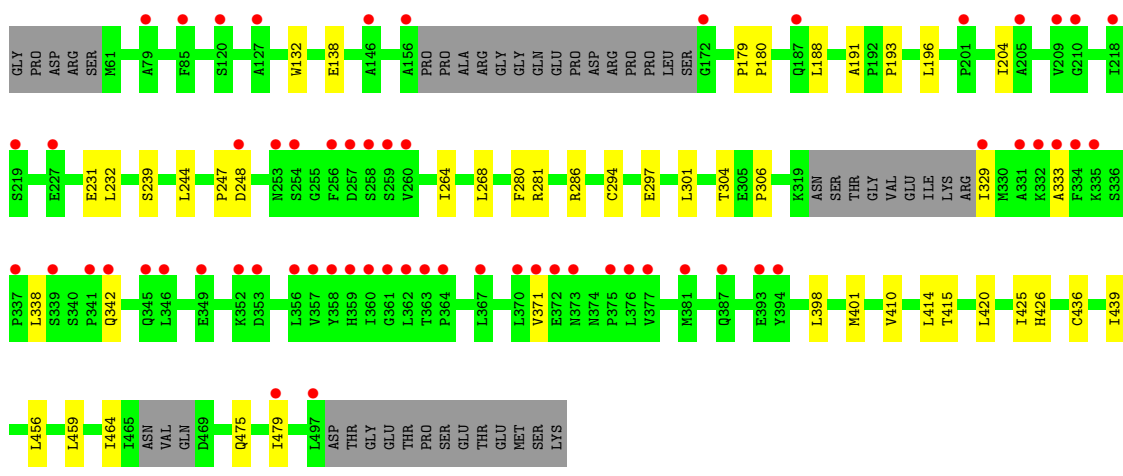 GLY PRO ASP ARG SER M61 A79 F85 S120 A127 W132 E138 A146 A156 PRO PRO ALA ARG GLY GLY GLN GLU PRO ASP ARG PRO PRO LEU SER G172 P179 P180 Q187 L188 A191 P192 P193 L196 P201 I204 A205 V209 G210 I218
S219 E227 E231 L232 S239 L244 P247 D248 N253 S254 G255 F256 D257 S258 S259 V260 I264 L268 F280 R281 R286 C294 E297 L301 T304 E305 P306 K319 ASN SER THR GLY VAL GLU ILE LYS ARG I329 M330 A331 K332 A333 F334 K335 S336
P337 L338 S339 S340 P341 Q342 Q345 L346 E349 K352 D353 L356 V357 Y358 H359 I360 G361 L362 T363 P364 L367 L370 V371 E372 N373 N374 P375 L376 V377 M381 Q387 E393 Y394 L398 M401 V410 L414 T415 L420 I425 H426 C436 I439
L456 L459 I464 I465 ASN VAL GLN D469 Q475 I479 L497 ASP THR GLY GLU THR PRO SER GLU THR GLU MET SER LYS